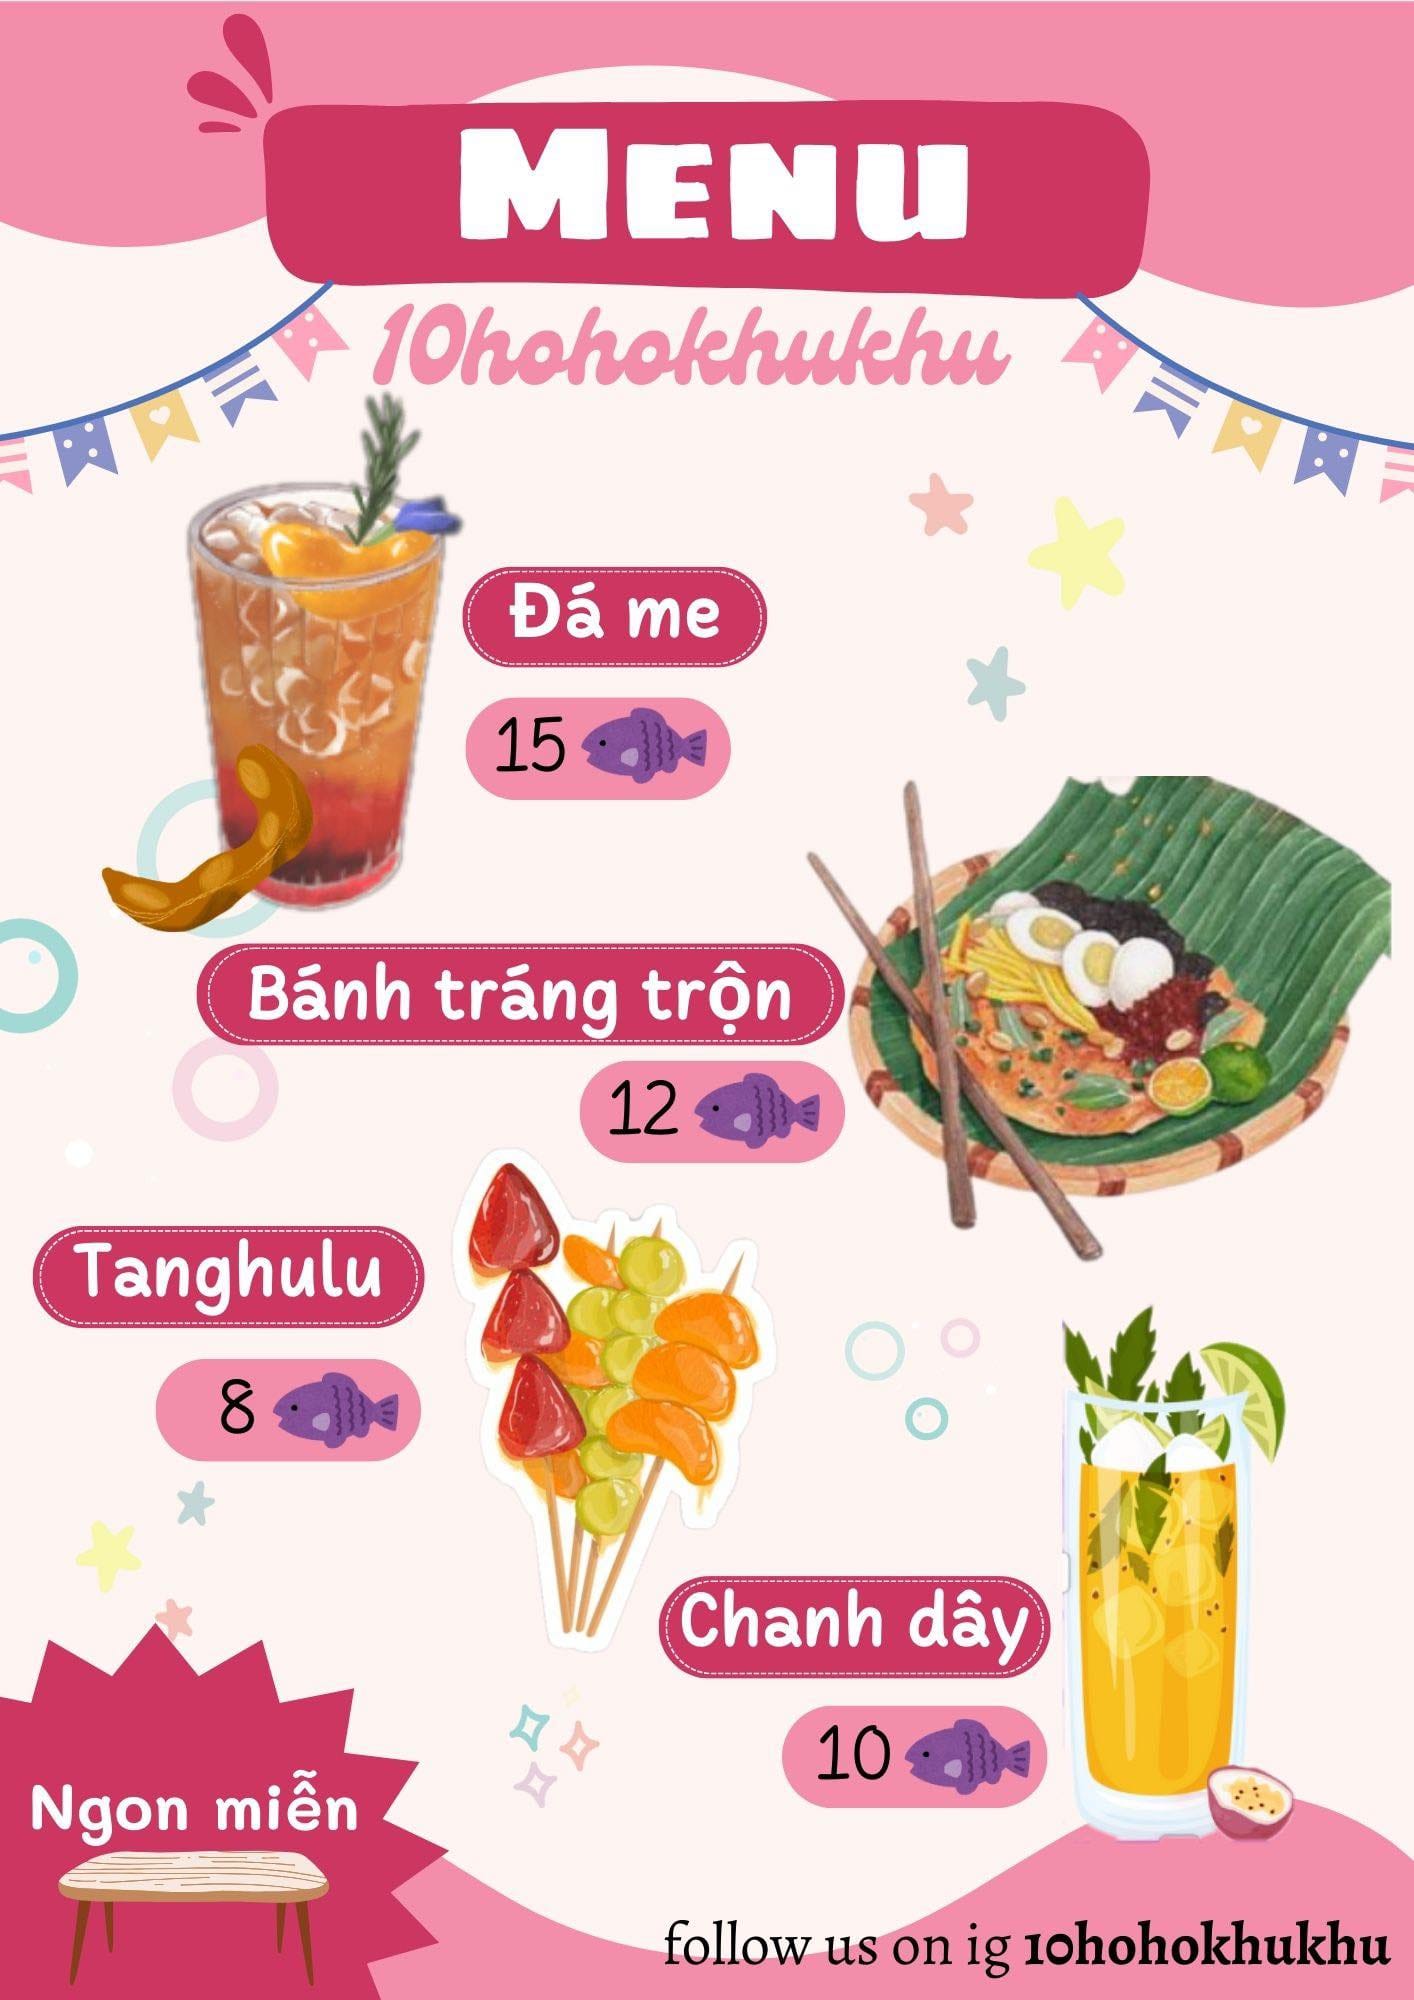 MENU
10hohokhukhu
Đá me
15
Bánh tráng trộn
12
Tanghulu
8
Chanh dây
10
Ngon miễn
follow us on ig 10hohokhukhu